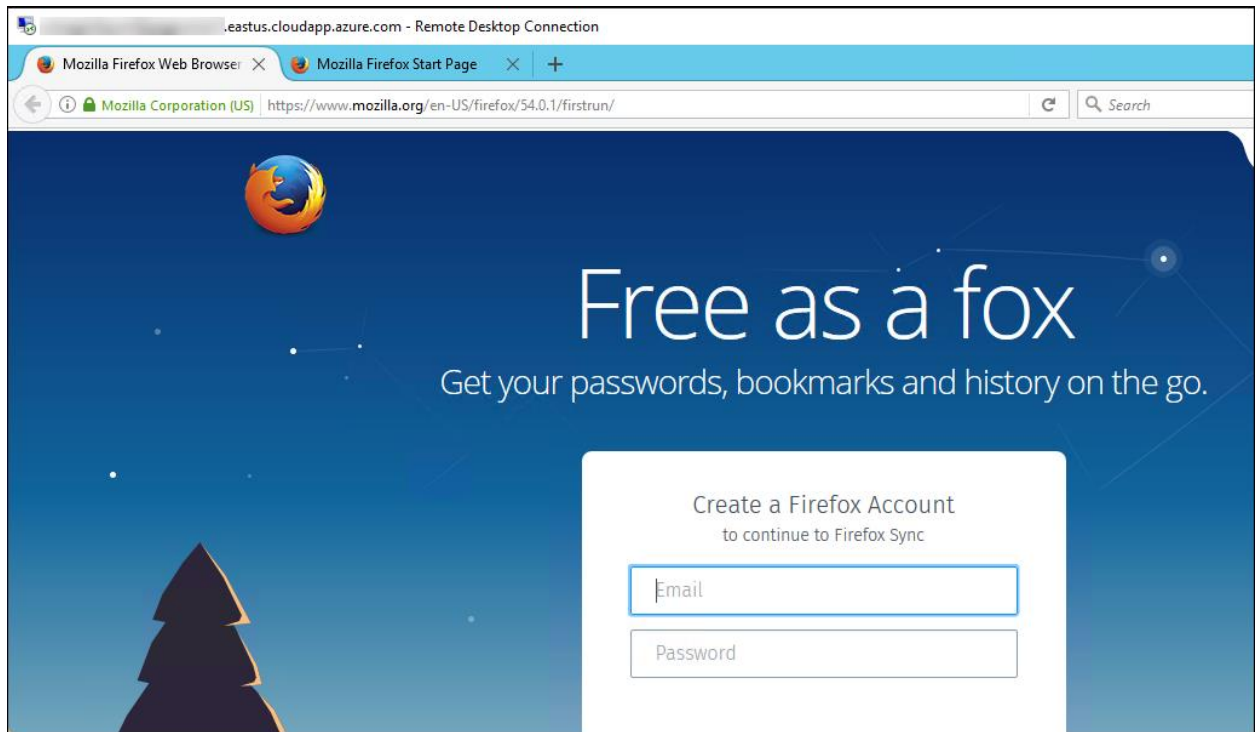 .eastus.cloudapp.azure.com - Remote Desktop Connection
Mozilla Firefox Web Browser
Mozilla Firefox Start Page
Mozilla Corporation (US) https://www.mozilla.org/en-US/firefox/54.0.1/firstrun/ Search
Free as a fox
Get your passwords, bookmarks and history on the go.
Create a Firefox Account
to continue to Firefox Sync
Email
Password